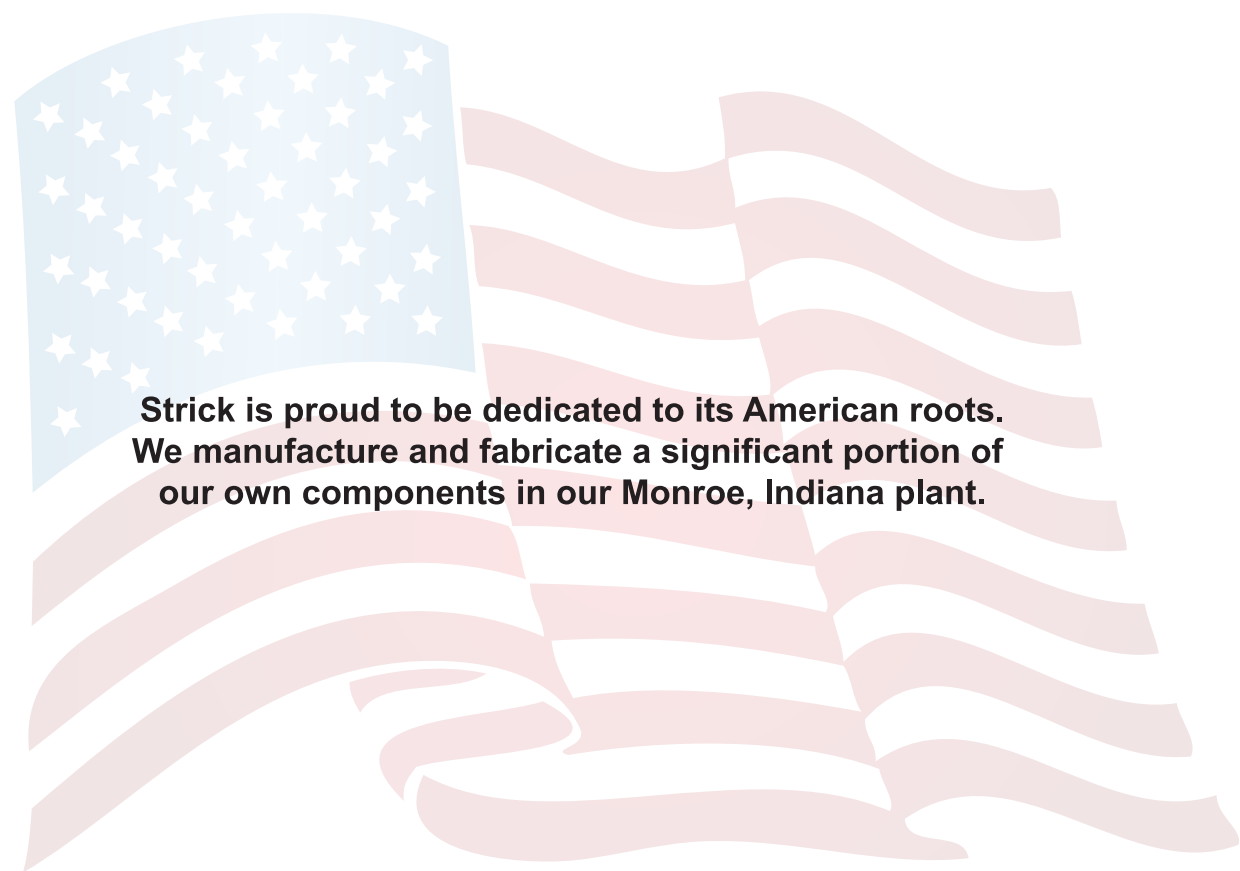 Strick is proud to be dedicated to its American roots.
We manufacture and fabricate a significant portion of
our own components in our Monroe, Indiana plant.